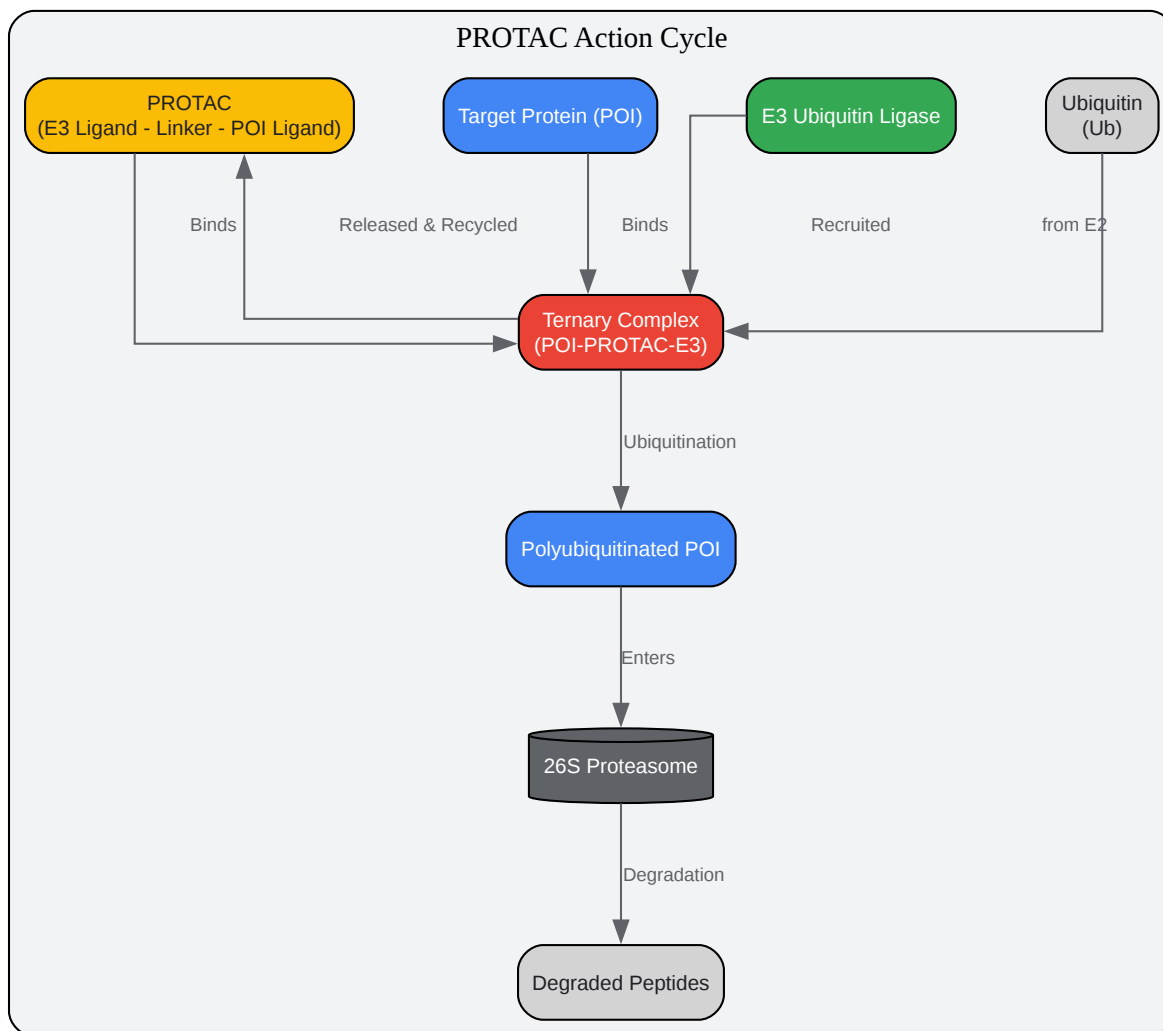 PROTAC Action Cycle
PROTAC
(E3 Ligand - Linker - POI Ligand)
Target Protein (POI)
E3 Ubiquitin Ligase
Ubiquitin
(Ub)
Binds
Released & Recycled
Binds
Recruited
from E2
Ternary Complex
(POI-PROTAC-E3)
Ubiquitination
Polyubiquitinated POI
Enters
26S Proteasome
Degradation
Degraded Peptides